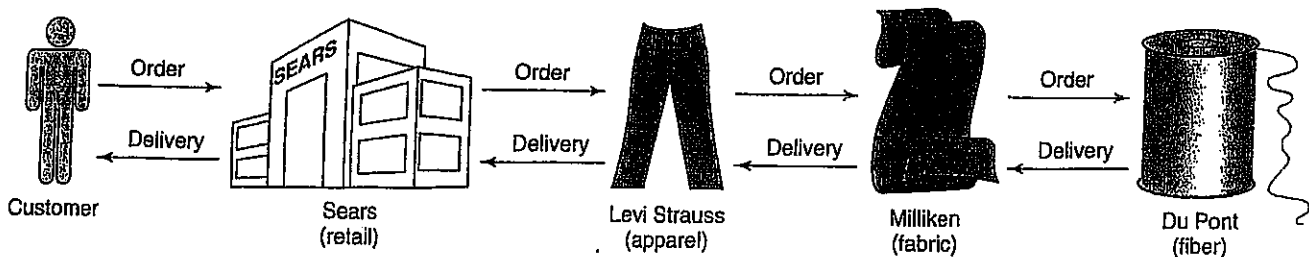 SEARS
Order
Order
Order
Order
Delivery
Delivery
Delivery
Delivery
Customer
Sears
(retail)
Levi Strauss
(apparel)
Milliken
(fabric)
Du Pont
(fiber)